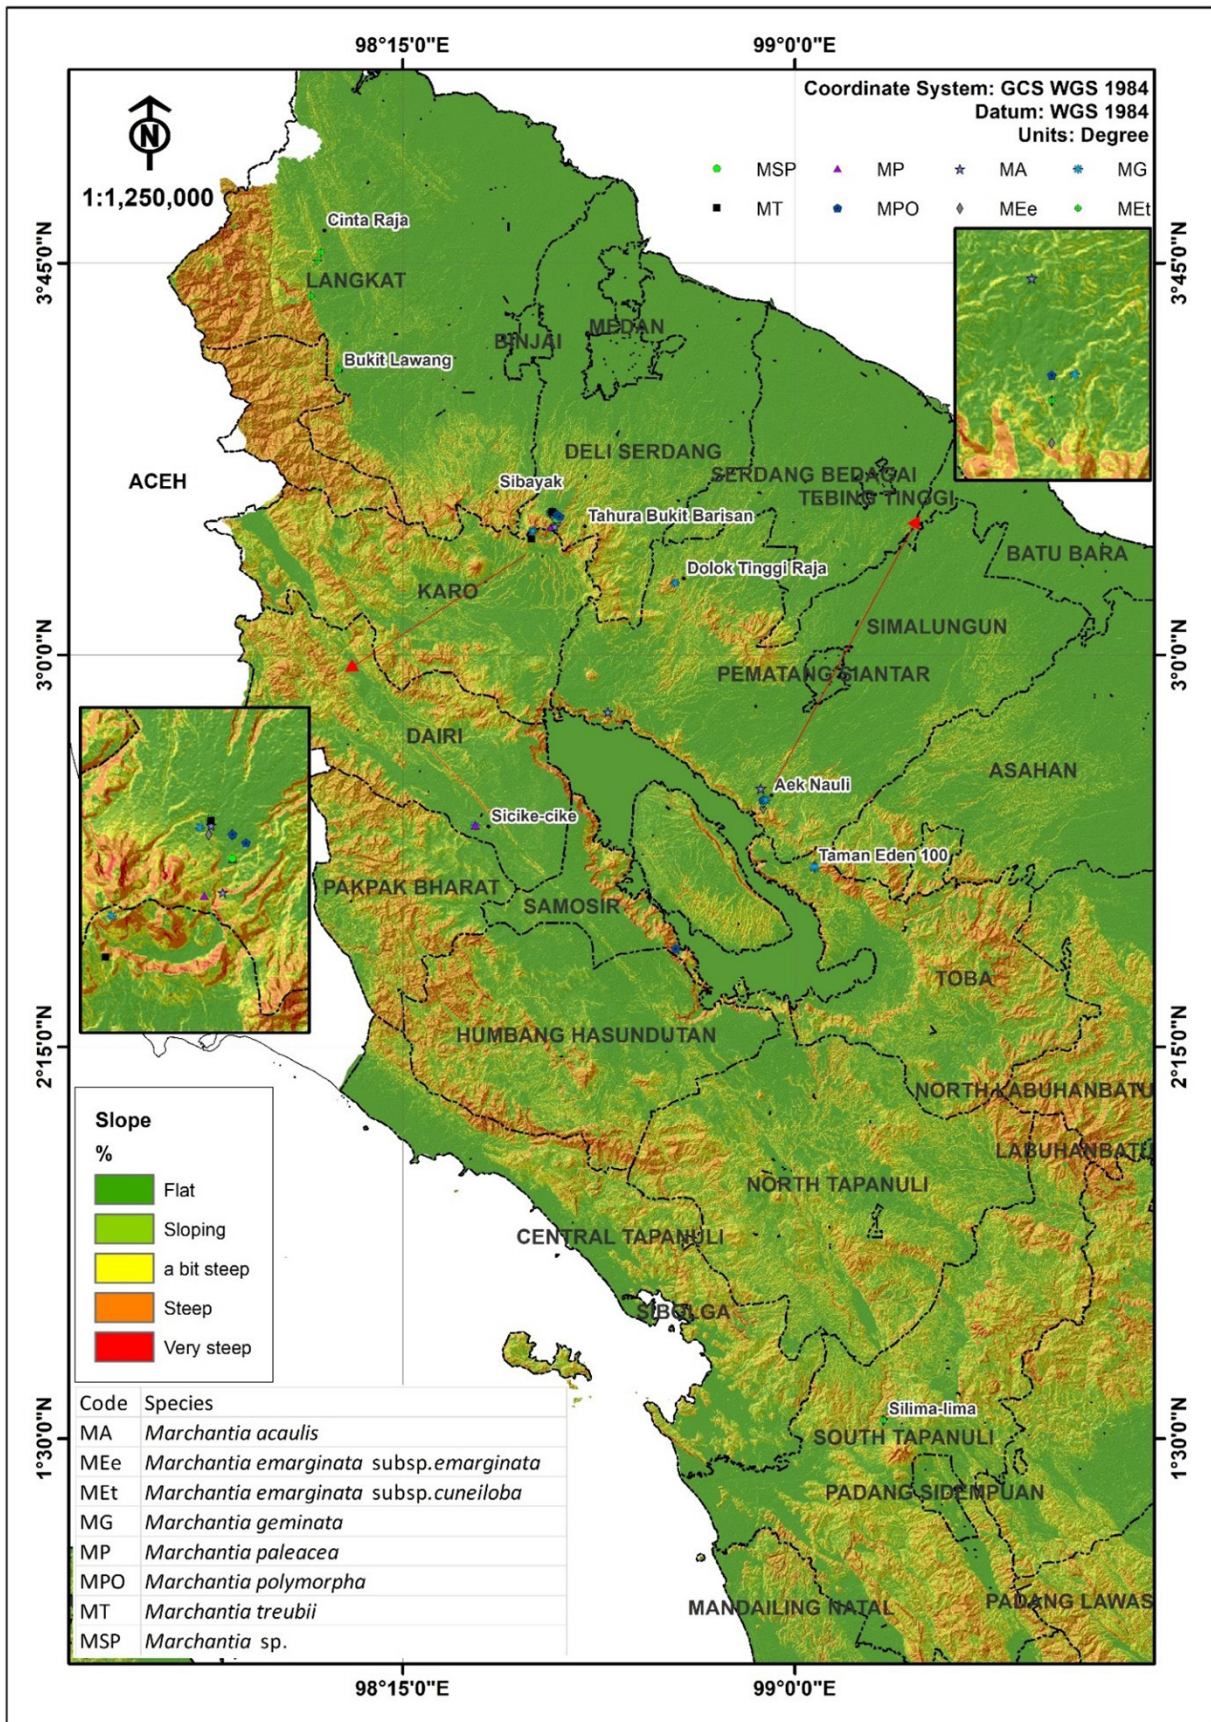 98°15'0"E
99°0'0"E
Coordinate System: GCS WGS 1984
Datum: WGS 1984
Units: Degree
N
1:1,250,000
MSP
MP
MA
MG
MT
MPO
MEe
MEt
3°45'0"N
3°45'0"N
Cinta Raja
LANGKAT
BINJAI
MEDAN
Bukit Lawang
DELI SERDANG
SERDANG BEDAGAI
TEBING TINGGI
ACEH
Sibayak
Tahura Bukit Barisan
BATU BARA
Dolok Tinggi Raja
KARO
SIMALUNGUN
3°0'0"N
3°0'0"N
PEMATANG SIANTAR
DAIRI
ASAHAN
Aek Nauli
Sicike-cike
Taman Eden 100
PAKPAK BHARAT
SAMOSIR
TOBA
HUMBANG HASUNDUTAN
2°15'0"N
2°15'0"N
NORTH LABUHANBATU
LABUHANBATU
Slope
%
Flat
Sloping
a bit steep
Steep
Very steep
NORTH TAPANULI
CENTRAL TAPANULI
SIBOLGA
Silima-lima
SOUTH TAPANULI
1°30'0"N
1°30'0"N
PADANG SIDEMPUAN
MANDAILING NATAL
PADANG LAWAS
Code Species
MA Marchantia acaulis
MEe Marchantia emarginata subsp.emarginata
MEt Marchantia emarginata subsp.cuneiloba
MG Marchantia geminata
MP Marchantia paleacea
MPO Marchantia polymorpha
MT Marchantia treubii
MSP Marchantia sp.
98°15'0"E
99°0'0"E